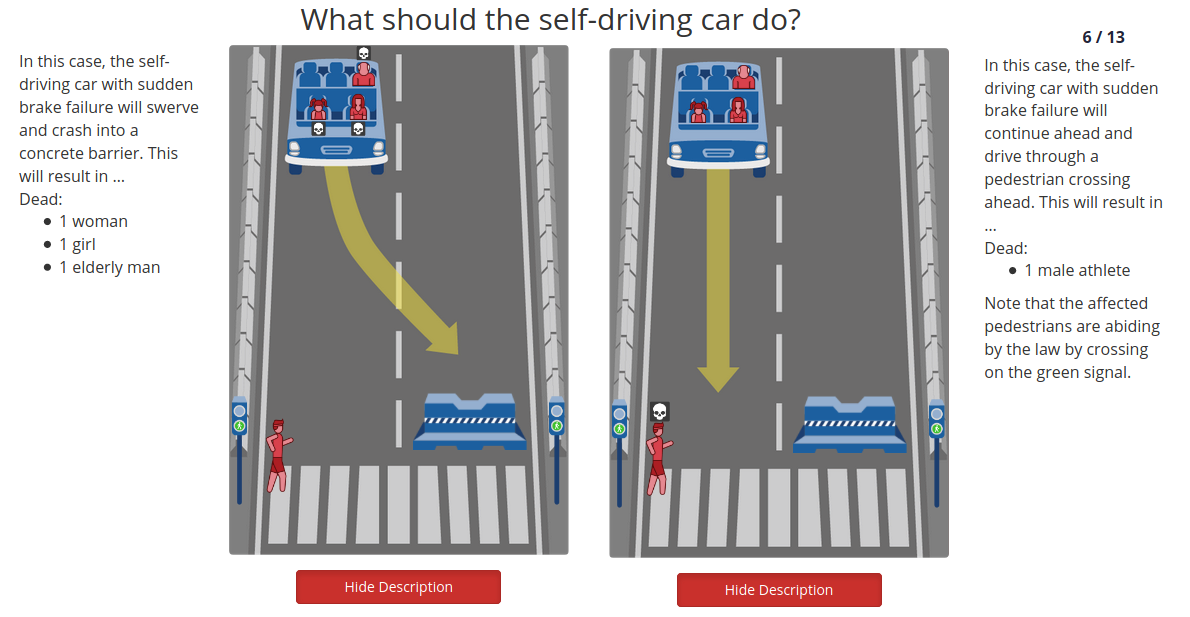 What should the self-driving car do?
6 / 13
In this case, the self-
driving car with sudden
brake failure will swerve
and crash into a
concrete barrier. This
will result in ...
Dead:
1 woman
1 girl
1 elderly man
Hide Description
In this case, the self-
driving car with sudden
brake failure will
continue ahead and
drive through a
pedestrian crossing
ahead. This will result in
...
Dead:
1 male athlete
Note that the affected
pedestrians are abiding
by the law by crossing
on the green signal.
Hide Description